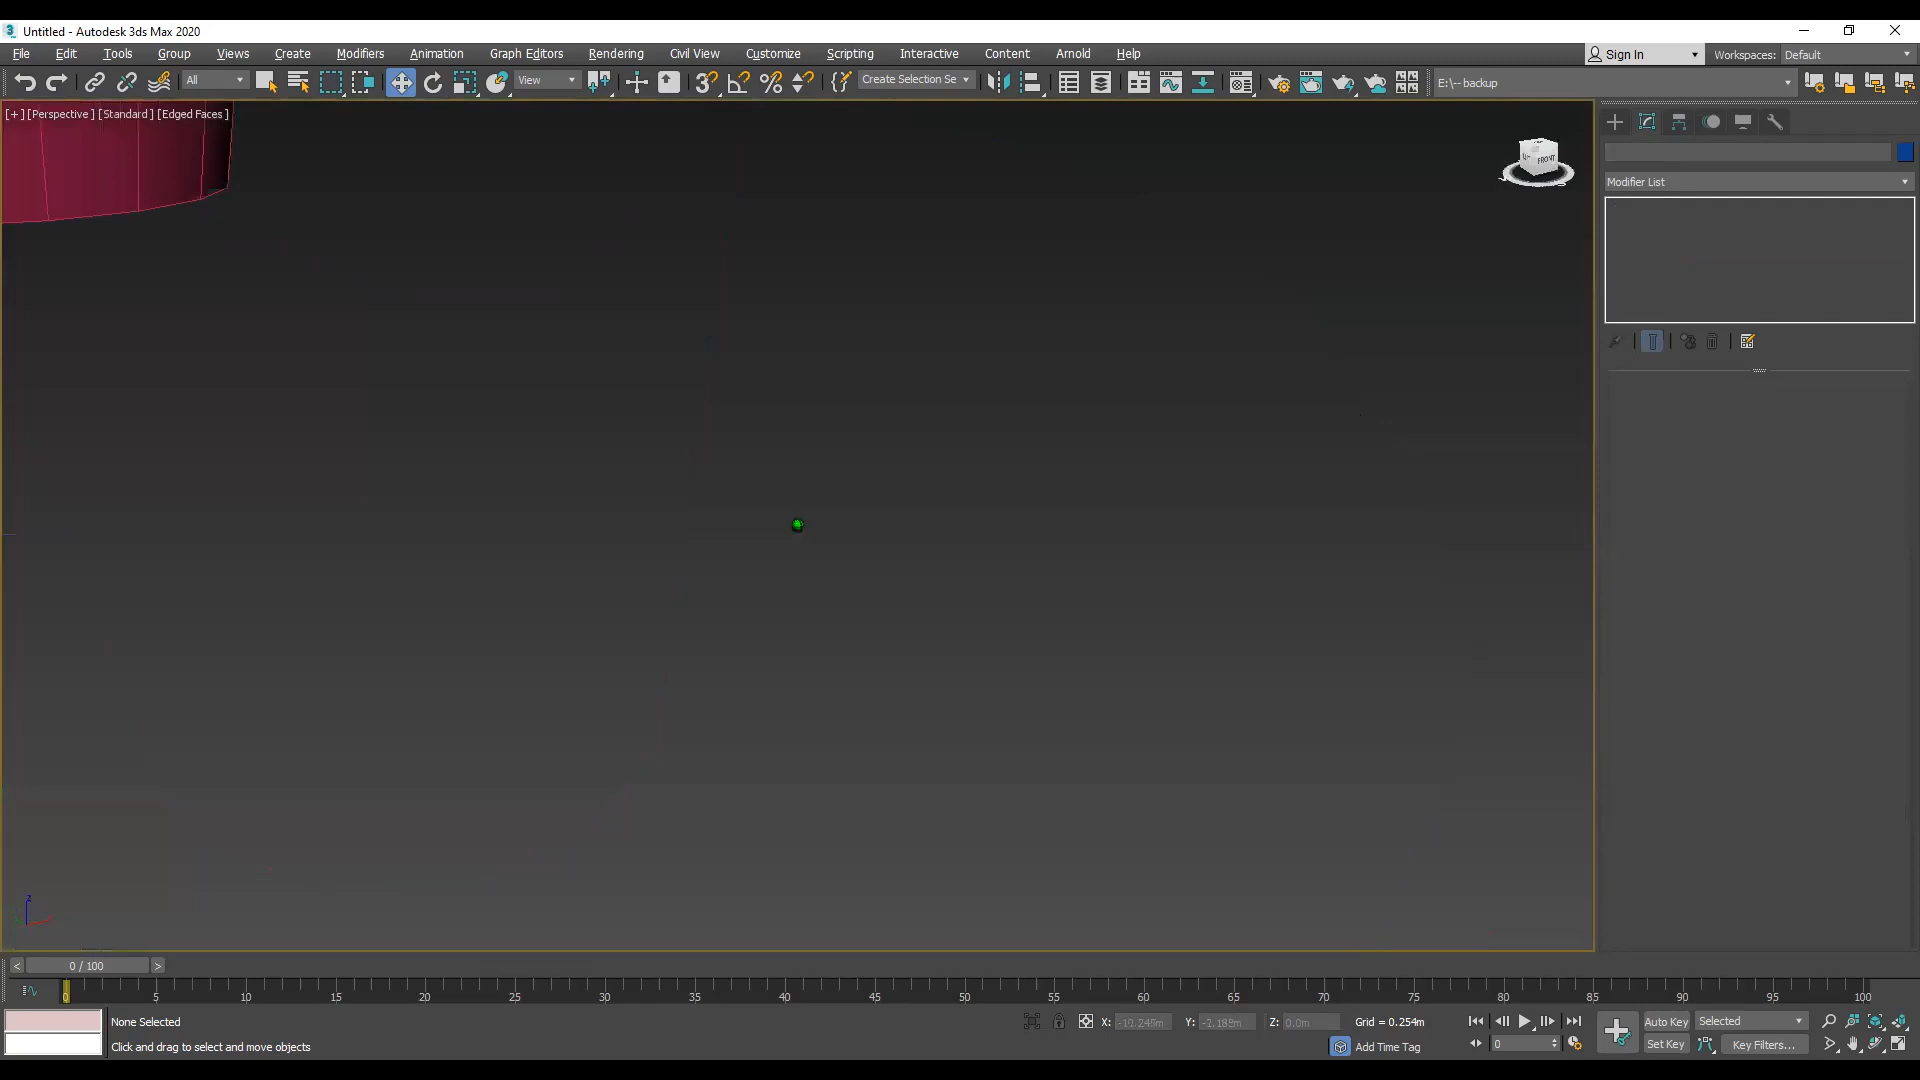 Untitled - Autodesk 3ds Max 2020
File Edit Tools Group Views Create Modifiers Animation Graph Editors Rendering Civil View Customize Scripting Interactive Content Arnold Help
Sign In Workspaces: Default
All View Create Selection Se E:\-- backup
[+] [Perspective ] [Standard ] [Edged Faces ]
FRONT
Modifier List
z
< 0 / 100 >
0 5 10 15 20 25 30 35 40 45 50 55 60 65 70 75 80 85 90 95 100
None Selected X: Y: Z: 0.0m Grid = 0.254m Auto Key Selected
Click and drag to select and move objects Add Time Tag 0 Set Key Key Filters...